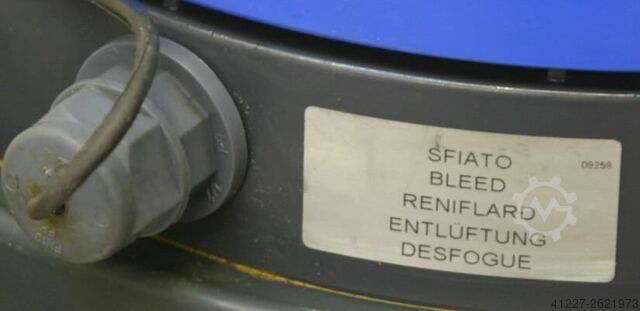 SFIATO 09258
BLEED
RENIFLARD
ENTLÜFTUNG
DESFOGUE
41227-2621973